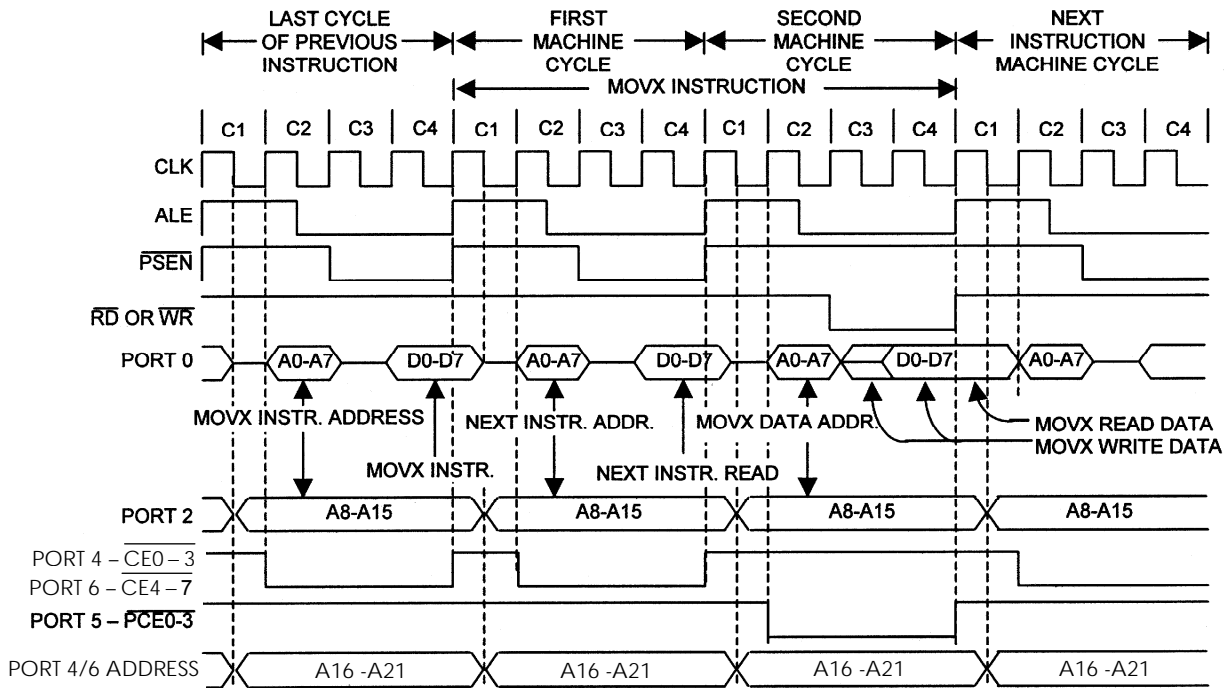 LAST CYCLE
OF PREVIOUS
INSTRUCTION
FIRST
MACHINE
CYCLE
SECOND
MACHINE
CYCLE
NEXT
INSTRUCTION
MACHINE CYCLE
MOVX INSTRUCTION
C1 C2 C3 C4 C1 C2 C3 C4 C1 C2 C3 C4 C1 C2 C3 C4
CLK
ALE
PSEN
RD OR WR
PORT 0 A0-A7 D0-D7 A0-A7 D0-D7 A0-A7 D0-D7 A0-A7
MOVX INSTR. ADDRESS NEXT INSTR. ADDR. MOVX DATA ADDR.
MOVX READ DATA
MOVX WRITE DATA
MOVX INSTR. NEXT INSTR. READ
PORT 2 A8-A15 A8-A15 A8-A15 A8-A15
PORT 4 – CE0 – 3
PORT 6 – CE4 – 7
PORT 5 – PCE0-3
PORT 4/6 ADDRESS A16 -A21 A16 -A21 A16 -A21 A16 -A21